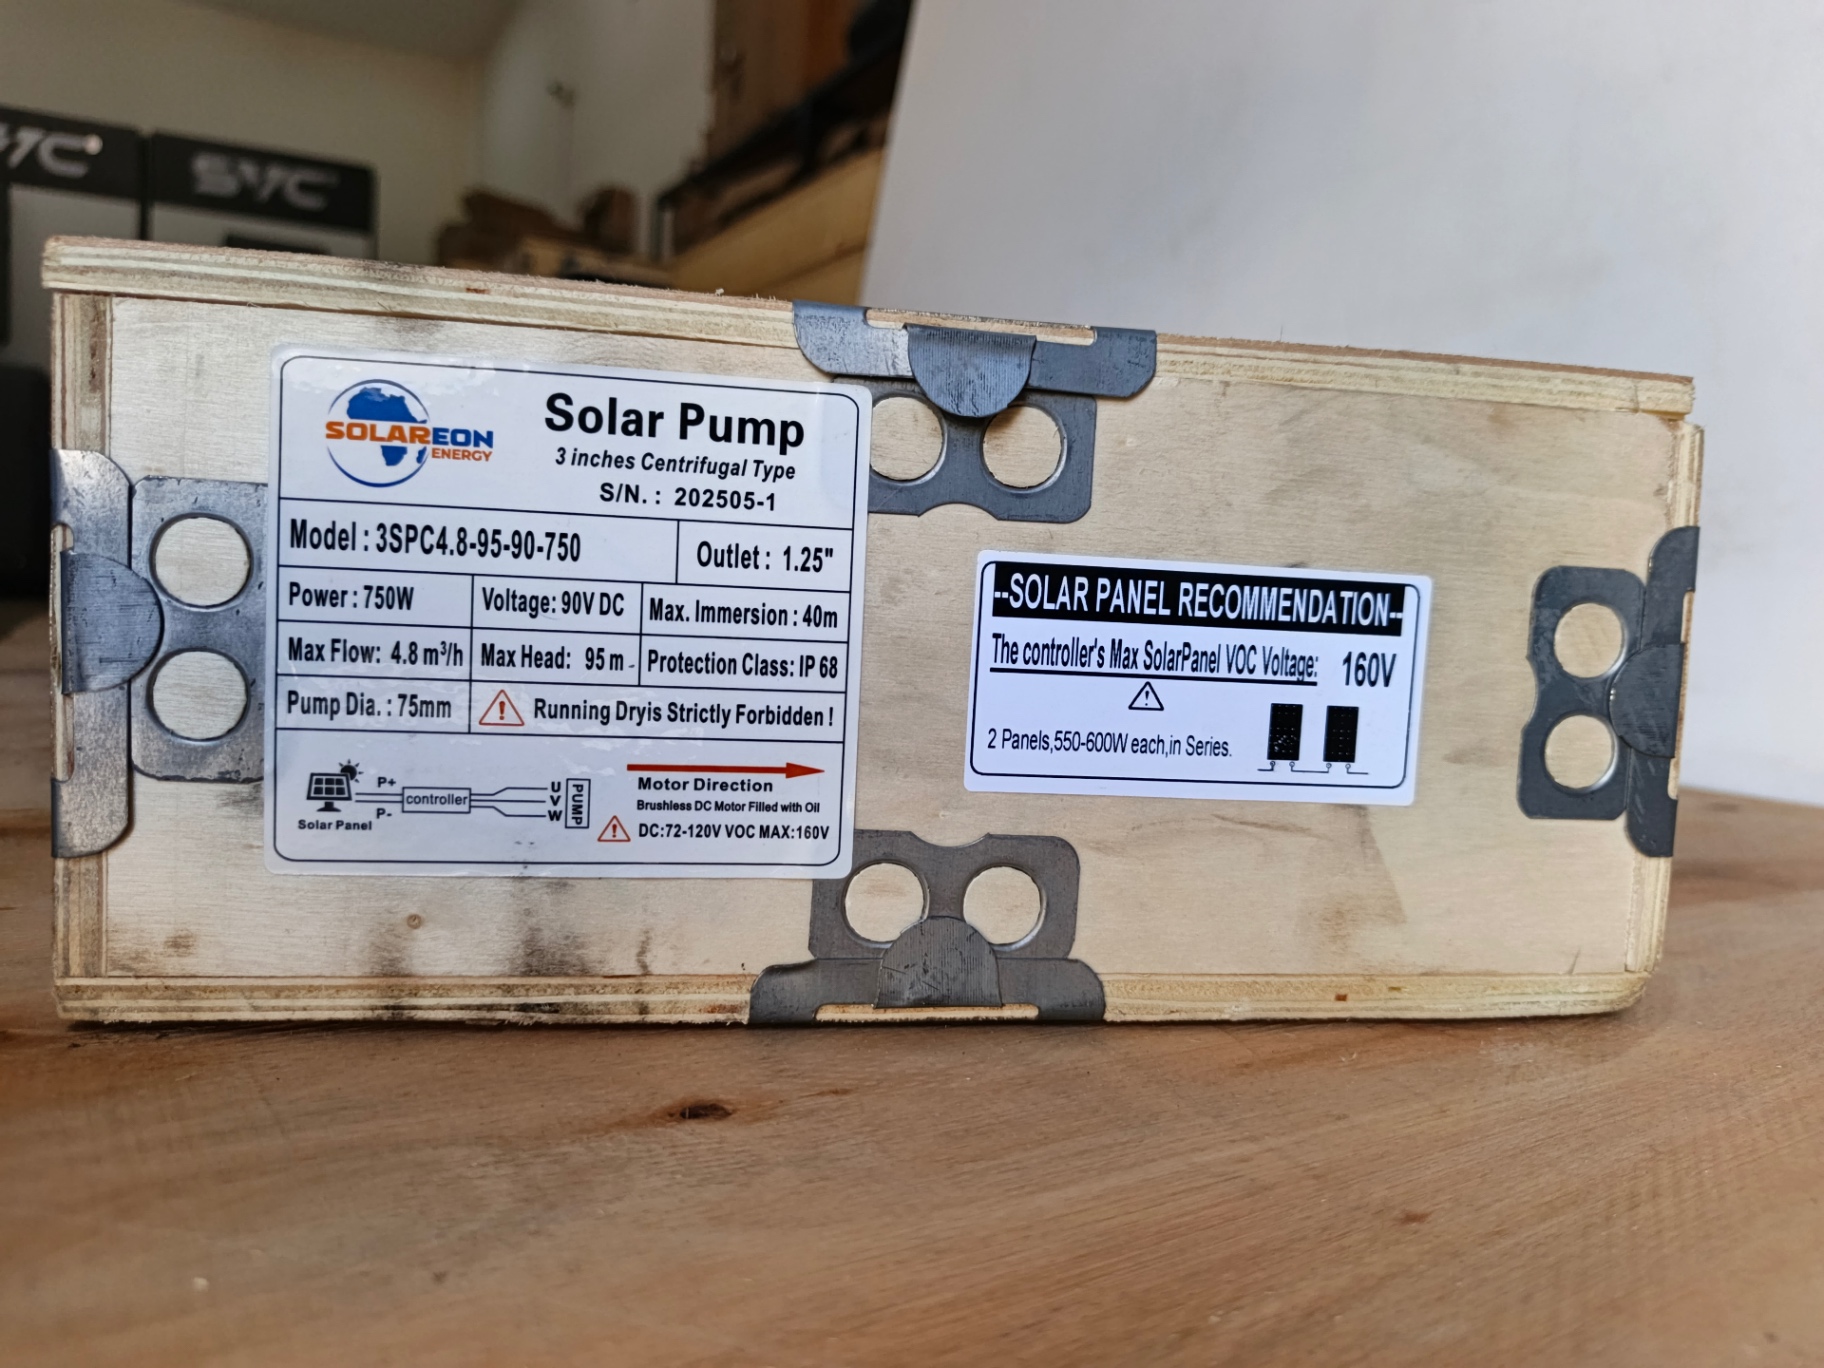 SVC
SOLAREON
ENERGY
Solar Pump
3 inches Centrifugal Type
S/N. : 202505-1
Model : 3SPC4.8-95-90-750
Outlet : 1.25"
Power : 750W
Voltage: 90V DC
Max. Immersion : 40m
Max Flow: 4.8 m³/h
Max Head: 95 m
Protection Class: IP 68
Pump Dia. : 75mm
Running Dryis Strictly Forbidden !
P+
P-
controller
Solar Panel
U
V
W
PUMP
Motor Direction
Brushless DC Motor Filled with Oil
DC:72-120V VOC MAX:160V
--SOLAR PANEL RECOMMENDATION--
The controller's Max SolarPanel VOC Voltage: 160V
2 Panels,550-600W each,in Series.